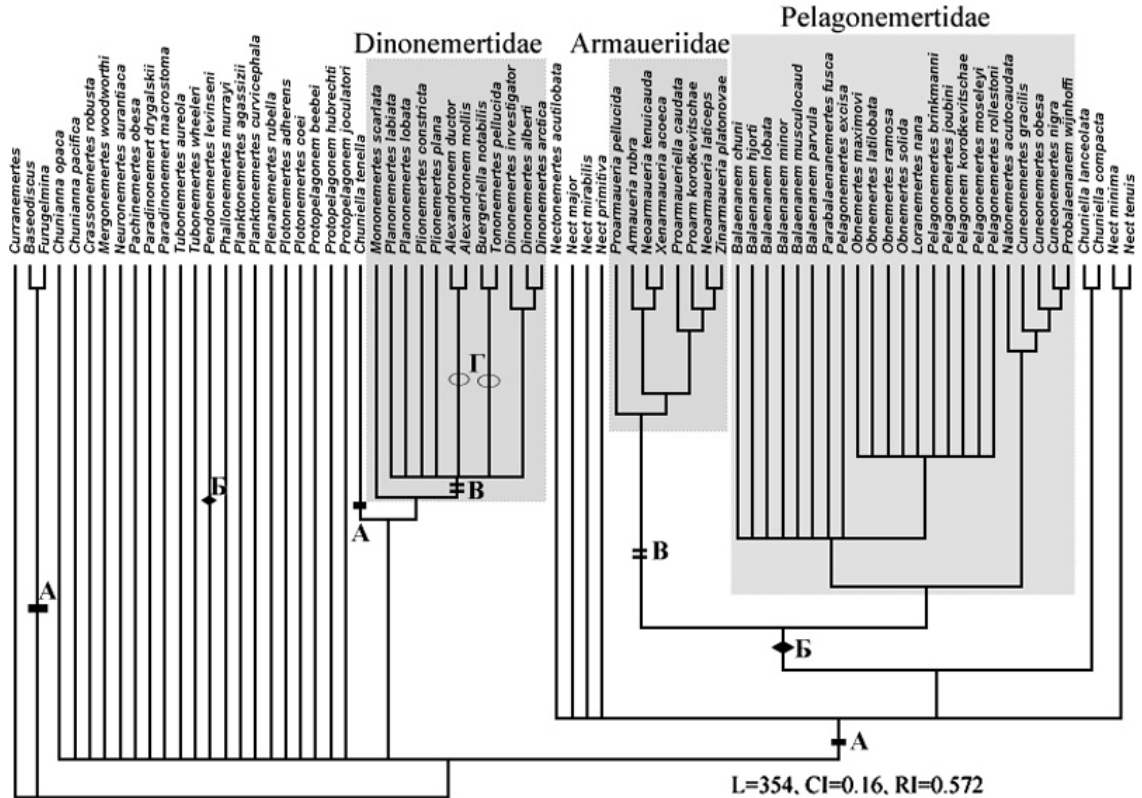 Dinonemertidae
Armaueriidae
Pelagonemertidae
Curranemertes
Baseodiscus
Furugelmina
Chunianna opaca
Chunianna pacifica
Crassonemertes robusta
Mergonemertes woodworthi
Neuronemertes aurantiaca
Pachinemertes obesa
Paradinonemert drygalskii
Paradinonemert macrostoma
Tubonemertes aureola
Tubonemertes wheeleri
Pendonemertes levinseni
Phallonemertes murrayi
Planktonemertes agassizii
Planktonemertes curvicephala
Plenanemertes rubella
Plotonemertes adherens
Plotonemertes coei
Protopelagonem beebei
Protopelagonem hubrechti
Protopelagonem joculatori
Chuniella tenella
Mononemertes scarlata
Planonemertes labiata
Planonemertes lobata
Plionemertes constricta
Plionemertes plana
Alexandronem ductor
Alexandronem mollis
Buergeriella notabilis
Tononemertes pellucida
Dinonemertes investigator
Dinonemertes alberti
Dinonemertes arctica
Nectonemertes acutilobata
Nect major
Nect mirabilis
Nect primitiva
Proarmaueria pellucida
Armaueria rubra
Neoarmaueria tenuicauda
Xenarmaueria acoeca
Proarmaueriella caudata
Proarm korotkevitschae
Neoarmaueria laticeps
Zinarmaueria platonovae
Balaenanem chuni
Balaenanem hjorti
Balaenanem lobata
Balaenanem minor
Balaenanem musculocaud
Balaenanem parvula
Parabalaenanemertes fusca
Pelagonemertes excisa
Obnemertes maximovi
Obnemertes latilobata
Obnemertes ramosa
Obnemertes solida
Loranemertes nana
Pelagonemertes brinkmanni
Pelagonemertes joubini
Pelagonem korotkevitschae
Pelagonemertes moseleyi
Pelagonemertes rollestoni
Natonemertes acutocaudata
Cuneonemertes gracilis
Cuneonemertes obesa
Cuneonemertes nigra
Probalaenanem wijnhoffi
Chuniella lanceolata
Chuniella compacta
Nect minima
Nect tenuis
Г
Б
В
А
В
А
Б
А
L=354, CI=0.16, RI=0.572